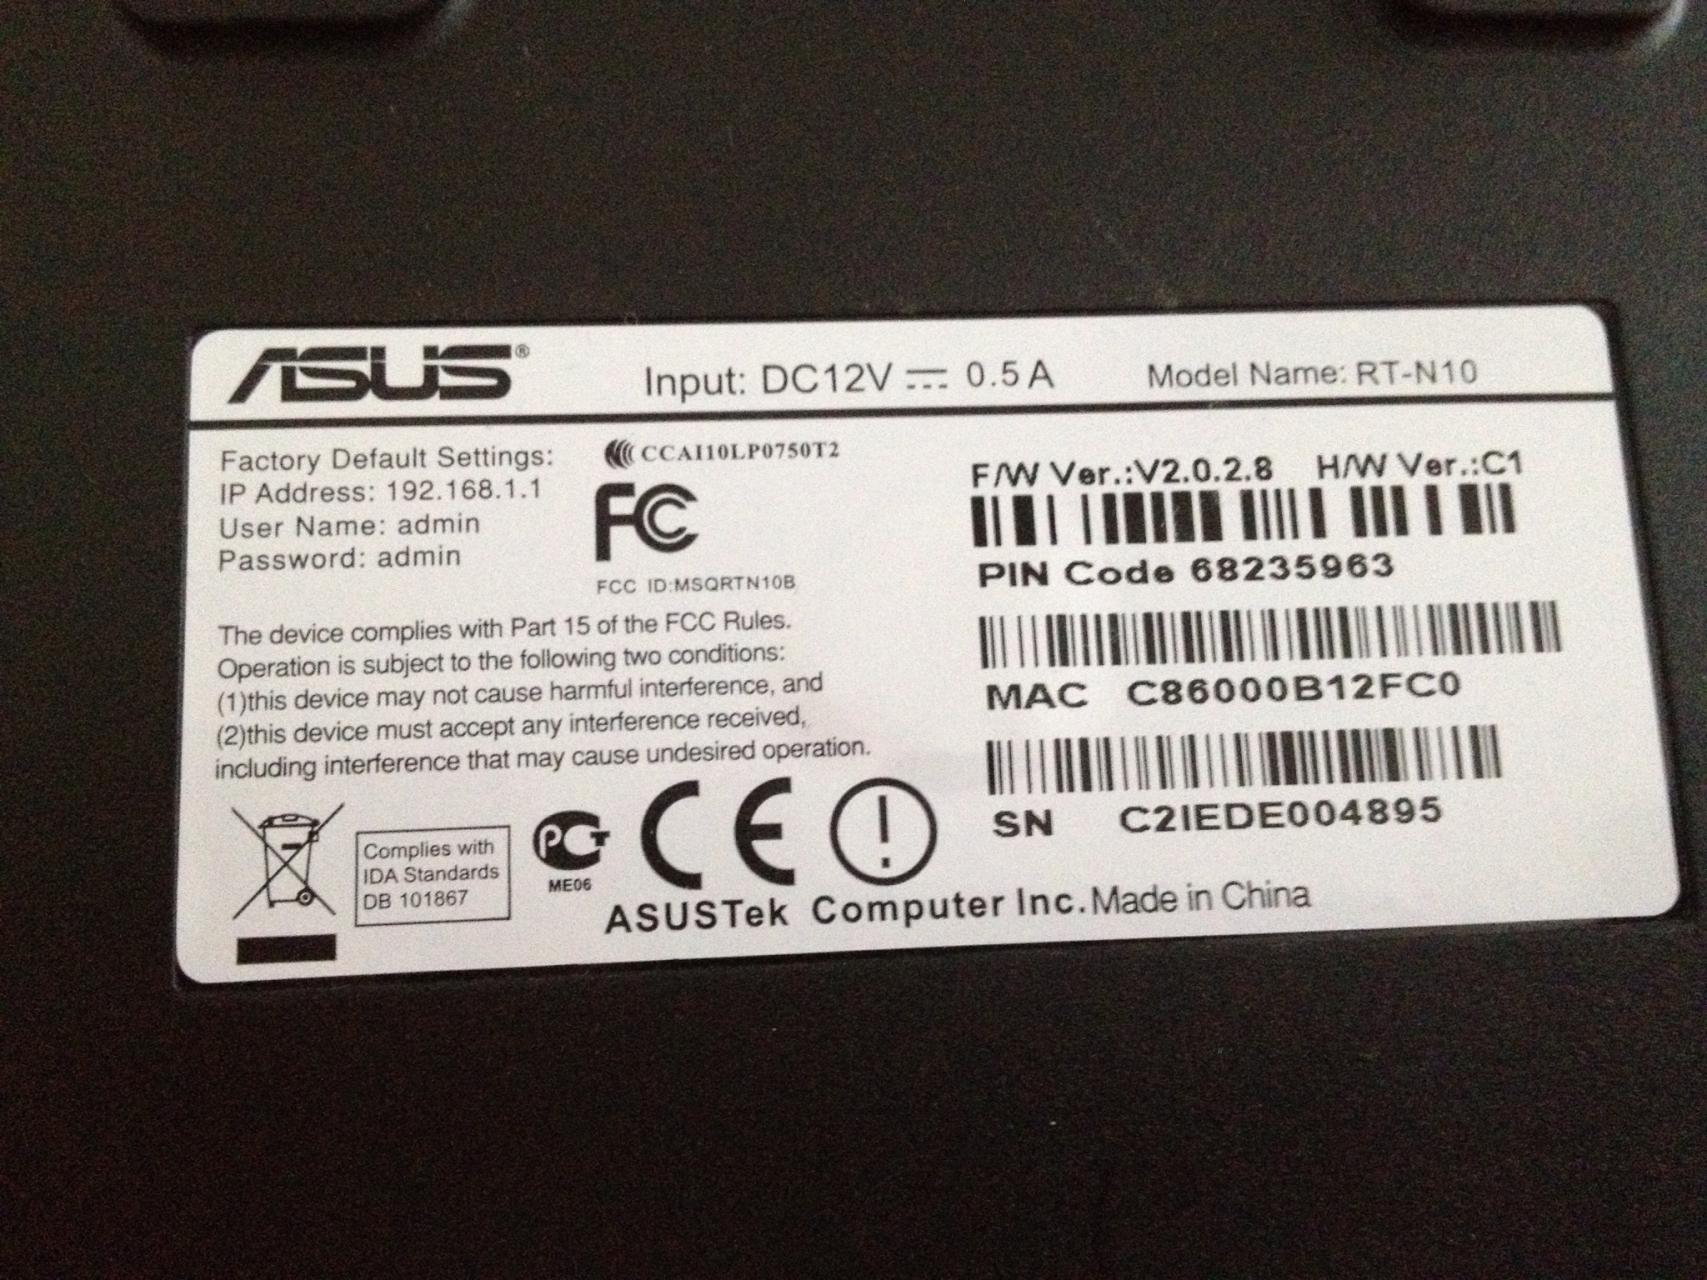 ASUS®
Input: DC12V ⎓ 0.5 A
Model Name: RT-N10
Factory Default Settings:
IP Address: 192.168.1.1
User Name: admin
Password: admin
CCAI10LP0750T2
FC
FCC ID:MSQRTN10B
The device complies with Part 15 of the FCC Rules.
Operation is subject to the following two conditions:
(1)this device may not cause harmful interference, and
(2)this device must accept any interference received,
including interference that may cause undesired operation.
F/W Ver.:V2.0.2.8 H/W Ver.:C1
PIN Code 68235963
MAC C86000B12FC0
SN C2IEDE004895
Complies with
IDA Standards
DB 101867
PCT
ME06
CE
!
ASUSTek Computer Inc. Made in China